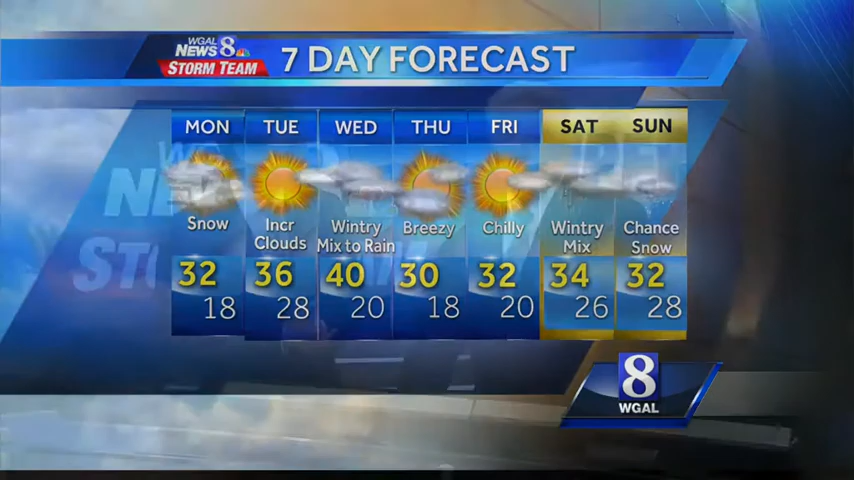 WGAL
NEWS 8
STORM TEAM
7 DAY FORECAST
MON TUE WED THU FRI SAT SUN
Snow Incr Clouds Wintry Mix to Rain Breezy Chilly Wintry Mix Chance Snow
32 36 40 30 32 34 32
18 28 20 18 20 26 28
8
WGAL